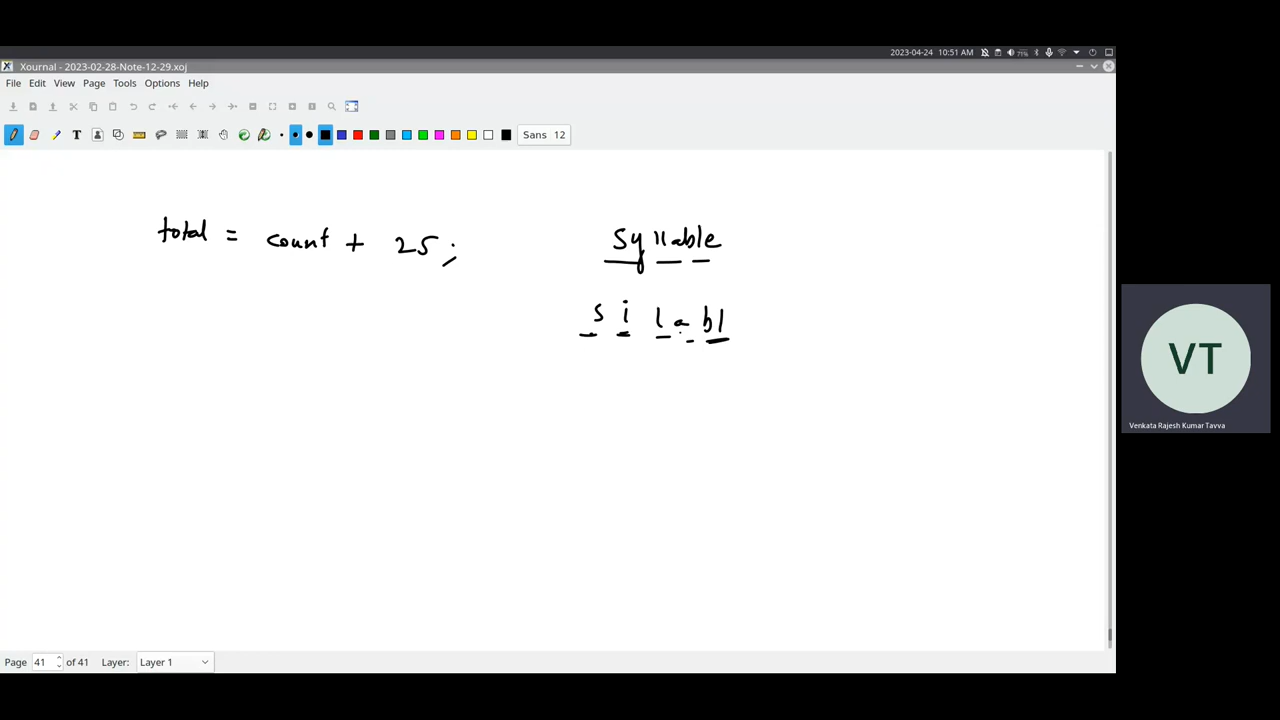 2023-04-24 10:51 AM
Xournal - 2023-02-28-Note-12-29.xoj
File Edit View Page Tools Options Help
Sans 12
total = count + 25;
syllable
s i l a bl
VT
Venkata Rajesh Kumar Tavva
Page 41 of 41 Layer: Layer 1